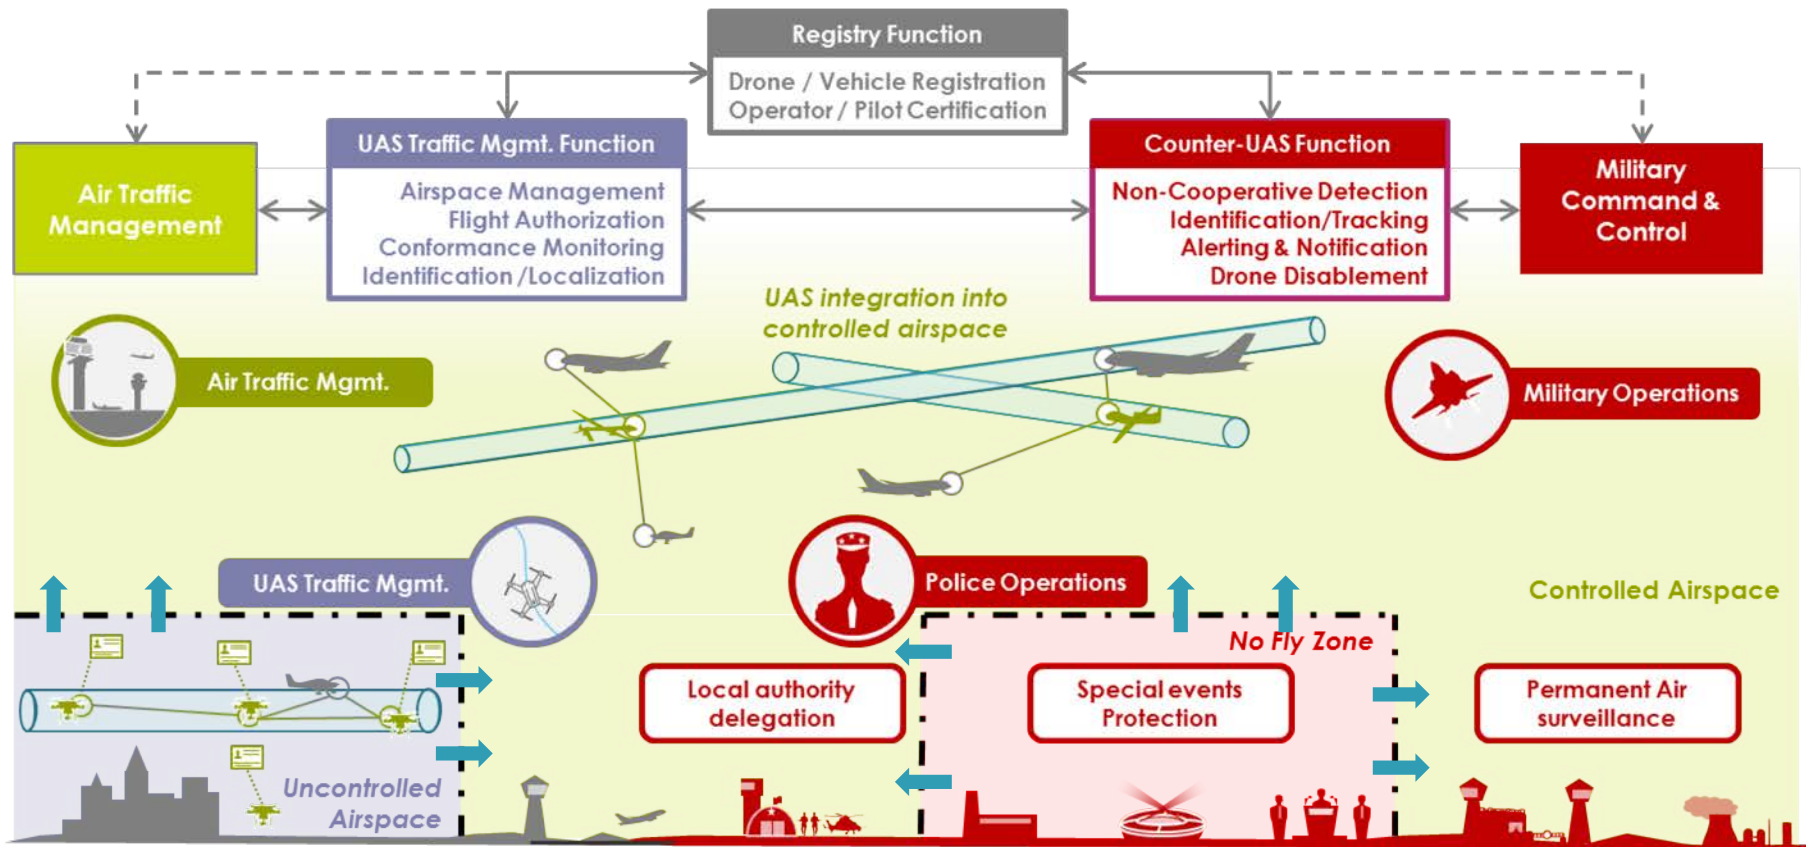 Registry Function
Drone / Vehicle Registration
Operator / Pilot Certification
Air Traffic
Management
UAS Traffic Mgmt. Function
Airspace Management
Flight Authorization
Conformance Monitoring
Identification /Localization
Counter-UAS Function
Non-Cooperative Detection
Identification/Tracking
Alerting & Notification
Drone Disablement
Military
Command &
Control
UAS integration into
controlled airspace
Air Traffic Mgmt.
Military Operations
UAS Traffic Mgmt.
Police Operations
Controlled Airspace
No Fly Zone
Local authority
delegation
Special events
Protection
Permanent Air
surveillance
Uncontrolled
Airspace